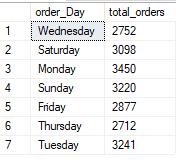 order_Day total_orders
1 Wednesday 2752
2 Saturday 3098
3 Monday 3450
4 Sunday 3220
5 Friday 2877
6 Thursday 2712
7 Tuesday 3241